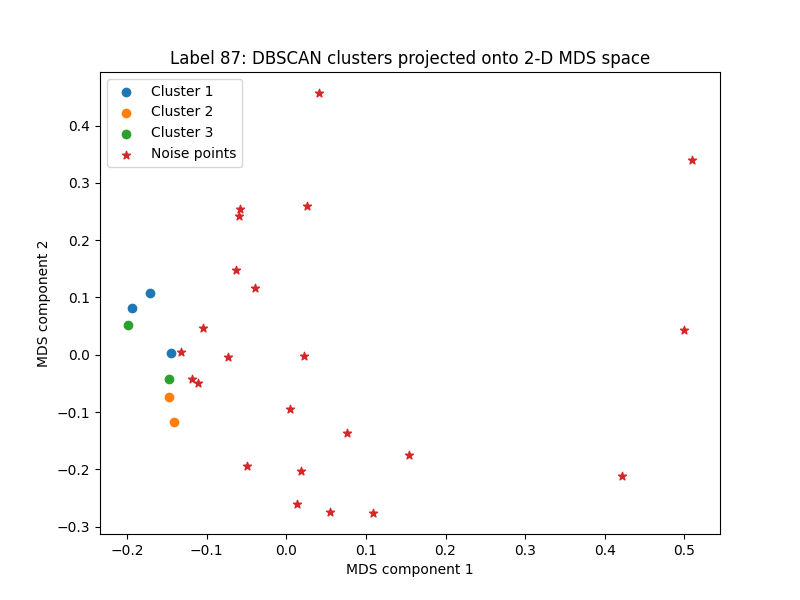 Label 87: DBSCAN clusters projected onto 2-D MDS space
Cluster 1
Cluster 2
Cluster 3
Noise points
MDS component 2
0.4
0.3
0.2
0.1
0.0
−0.1
−0.2
−0.3
−0.2 −0.1 0.0 0.1 0.2 0.3 0.4 0.5
MDS component 1